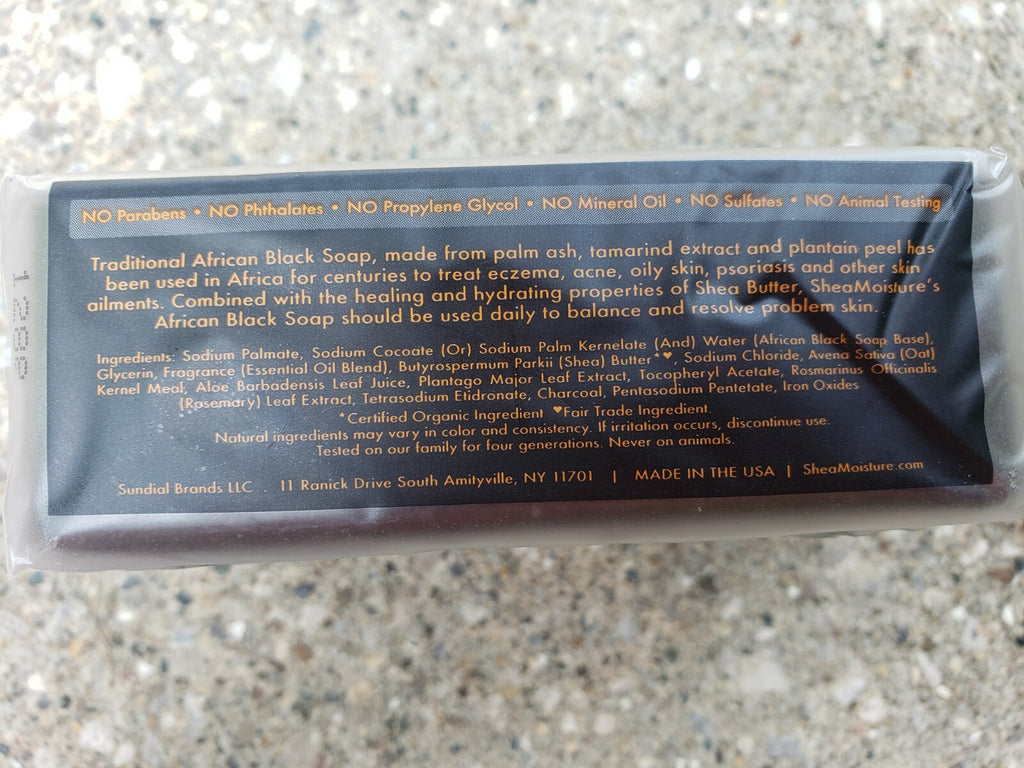 NO Parabens • NO Phthalates • NO Propylene Glycol • NO Mineral Oil • NO Sulfates • NO Animal Testing
Traditional African Black Soap, made from palm ash, tamarind extract and plantain peel has
been used in Africa for centuries to treat eczema, acne, oily skin, psoriasis and other skin
ailments. Combined with the healing and hydrating properties of Shea Butter, SheaMoisture's
African Black Soap should be used daily to balance and resolve problem skin.
Ingredients: Sodium Palmate, Sodium Cocoate (Or) Sodium Palm Kernelate (And) Water (African Black Soap Base),
Glycerin, Fragrance (Essential Oil Blend), Butyrospermum Parkii (Shea) Butter*♥, Sodium Chloride, Avena Sativa (Oat)
Kernel Meal, Aloe Barbadensis Leaf Juice, Plantago Major Leaf Extract, Tocopheryl Acetate, Rosmarinus Officinalis
(Rosemary) Leaf Extract, Tetrasodium Etidronate, Charcoal, Pentasodium Pentetate, Iron Oxides
*Certified Organic Ingredient ♥Fair Trade Ingredient.
Natural ingredients may vary in color and consistency. If irritation occurs, discontinue use.
Tested on our family for four generations. Never on animals.
Sundial Brands LLC . 11 Ranick Drive South Amityville, NY 11701 | MADE IN THE USA | SheaMoisture.com